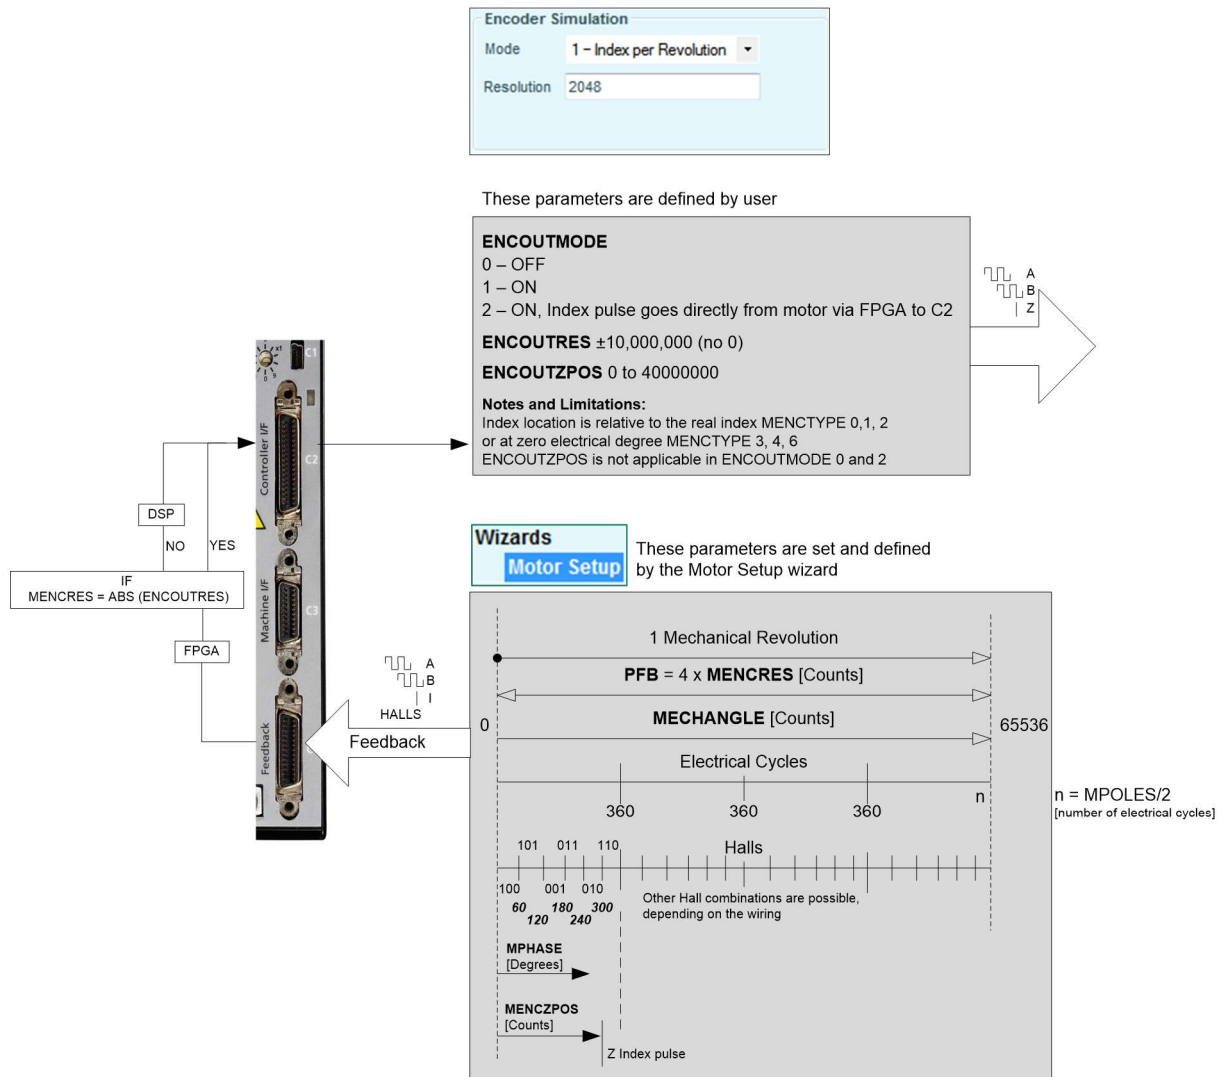 Encoder Simulation
Mode
1 - Index per Revolution
Resolution
2048
These parameters are defined by user
ENCOUTMODE
0 – OFF
1 – ON
2 – ON, Index pulse goes directly from motor via FPGA to C2
ENCOUTRES ±10,000,000 (no 0)
ENCOUTZPOS 0 to 40000000
Notes and Limitations:
Index location is relative to the real index MENCTYPE 0,1, 2
or at zero electrical degree MENCTYPE 3, 4, 6
ENCOUTZPOS is not applicable in ENCOUTMODE 0 and 2
A
B
Z
x1
0
9
C1
Controller I/F
C2
Machine I/F
C3
Feedback
DSP
NO
YES
IF
MENCRES = ABS (ENCOUTRES)
FPGA
A
B
I
HALLS
Feedback
Wizards
Motor Setup
These parameters are set and defined
by the Motor Setup wizard
1 Mechanical Revolution
PFB = 4 x MENCRES [Counts]
0
MECHANGLE [Counts]
65536
Electrical Cycles
n
360
360
360
n = MPOLES/2
[number of electrical cycles]
101
011
110
Halls
100
001
010
60
180
300
120
240
Other Hall combinations are possible,
depending on the wiring
MPHASE
[Degrees]
MENCZPOS
[Counts]
Z Index pulse